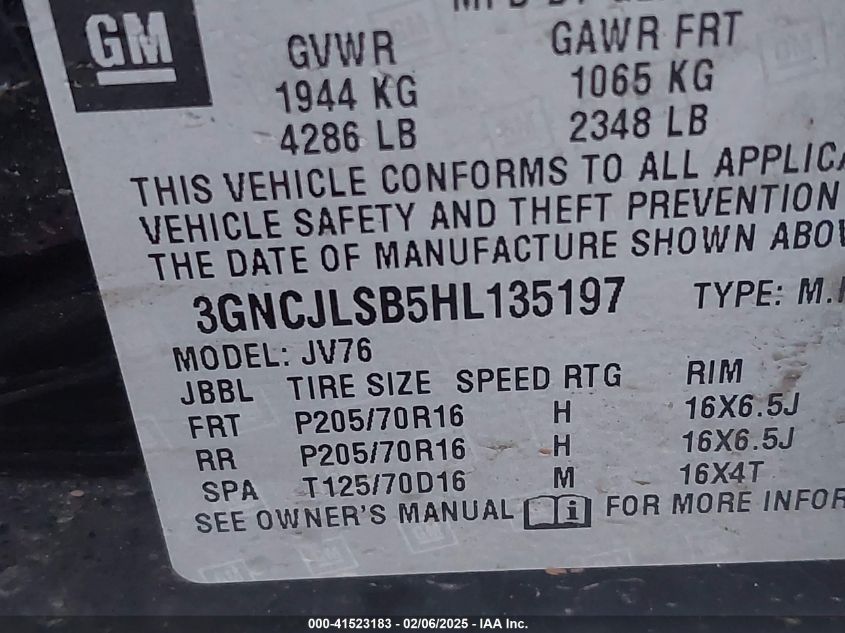 GM
GVWR GAWR FRT
1944 KG 1065 KG
4286 LB 2348 LB
THIS VEHICLE CONFORMS TO ALL
VEHICLE SAFETY AND THEFT PREVENTION
THE DATE OF MANUFACTURE SHOWN
3GNCJLSB5HL135197 TYPE:
MODEL: JV76
JBBL TIRE SIZE SPEED RTG RIM
FRT P205/70R16 H 16X6.5J
RR P205/70R16 H 16X6.5J
SPA T125/70D16 M 16X4T
SEE OWNER'S MANUAL i FOR MORE
000-41523183 - 02/06/2025 - IAA Inc.